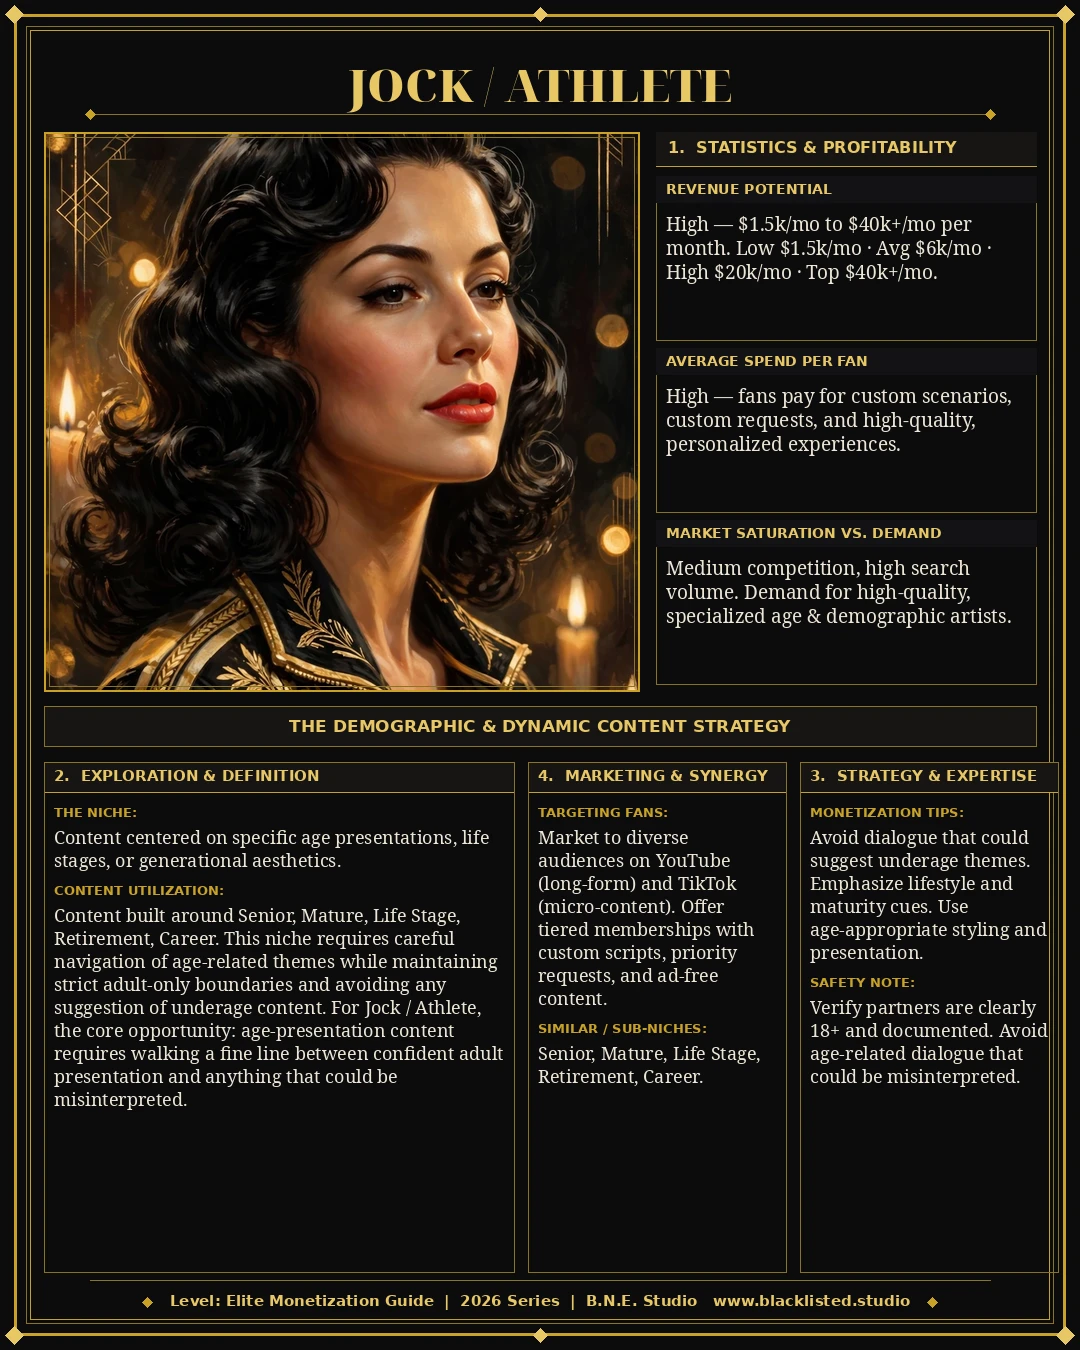 JOCK / ATHLETE
1. STATISTICS & PROFITABILITY
REVENUE POTENTIAL
High — $1.5k/mo to $40k+/mo per
month. Low $1.5k/mo · Avg $6k/mo ·
High $20k/mo · Top $40k+/mo.
AVERAGE SPEND PER FAN
High — fans pay for custom scenarios,
custom requests, and high-quality,
personalized experiences.
MARKET SATURATION VS. DEMAND
Medium competition, high search
volume. Demand for high-quality,
specialized age & demographic artists.
THE DEMOGRAPHIC & DYNAMIC CONTENT STRATEGY
2. EXPLORATION & DEFINITION
THE NICHE:
Content centered on specific age presentations, life
stages, or generational aesthetics.
CONTENT UTILIZATION:
Content built around Senior, Mature, Life Stage,
Retirement, Career. This niche requires careful
navigation of age-related themes while maintaining
strict adult-only boundaries and avoiding any
suggestion of underage content. For Jock / Athlete,
the core opportunity: age-presentation content
requires walking a fine line between confident adult
presentation and anything that could be
misinterpreted.
4. MARKETING & SYNERGY
TARGETING FANS:
Market to diverse
audiences on YouTube
(long-form) and TikTok
(micro-content). Offer
tiered memberships with
custom scripts, priority
requests, and ad-free
content.
SIMILAR / SUB-NICHES:
Senior, Mature, Life Stage,
Retirement, Career.
3. STRATEGY & EXPERTISE
MONETIZATION TIPS:
Avoid dialogue that could
suggest underage themes.
Emphasize lifestyle and
maturity cues. Use
age-appropriate styling and
presentation.
SAFETY NOTE:
Verify partners are clearly
18+ and documented. Avoid
age-related dialogue that
could be misinterpreted.
Level: Elite Monetization Guide | 2026 Series | B.N.E. Studio www.blacklisted.studio